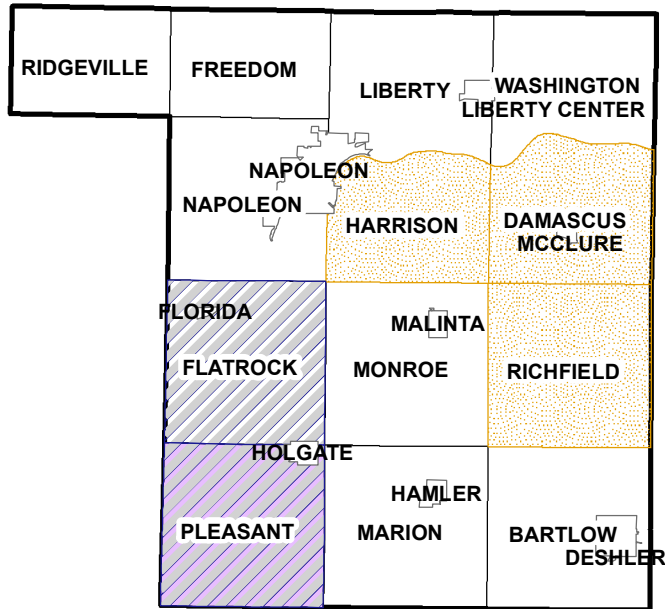 RIDGEVILLE
FREEDOM
LIBERTY
WASHINGTON
LIBERTY CENTER
NAPOLEON
NAPOLEON
HARRISON
DAMASCUS
MCCLURE
FLORIDA
MALINTA
FLATROCK
MONROE
RICHFIELD
HOLGATE
HAMLER
PLEASANT
MARION
BARTLOW
DESHLER